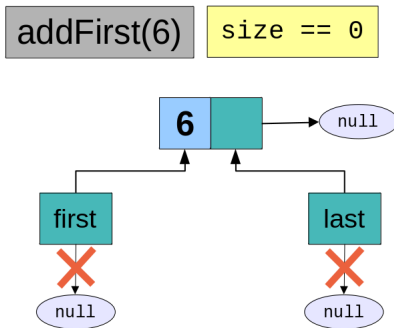 addFirst(6)
size == 0
6
null
first
last
null
null